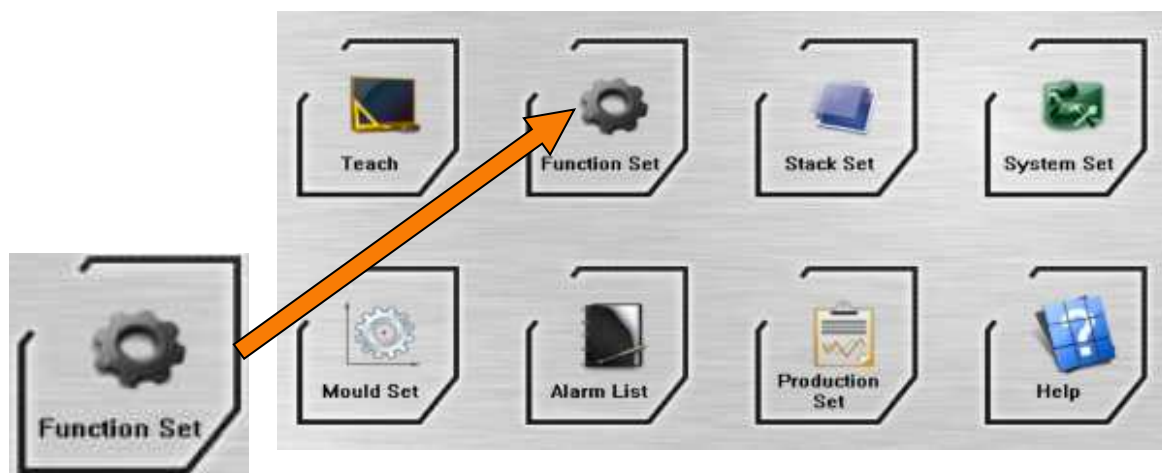 Teach
Function Set
Stack Set
System Set
Mould Set
Alarm List
Production
Set
Help
Function Set